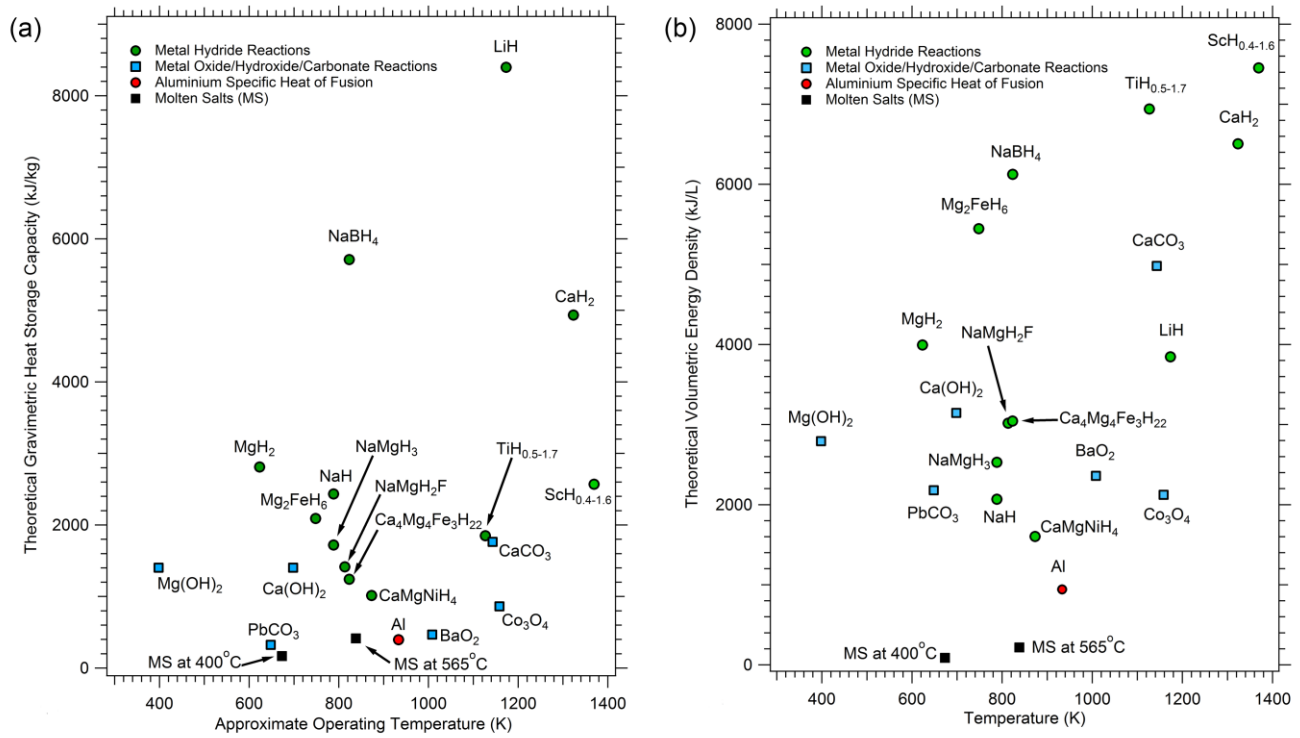 (a)
Metal Hydride Reactions
Metal Oxide/Hydroxide/Carbonate Reactions
Aluminium Specific Heat of Fusion
Molten Salts (MS)
LiH
NaBH4
CaH2
MgH2
NaMgH3
TiH0.5-1.7
NaH
Mg2FeH6
NaMgH2F
ScH0.4-1.6
Ca4Mg4Fe3H22
CaCO3
Mg(OH)2
Ca(OH)2
CaMgNiH4
Co3O4
PbCO3
Al
BaO2
MS at 400°C
MS at 565°C
8000
6000
4000
2000
0
400
600
800
1000
1200
1400
Theoretical Gravimetric Heat Storage Capacity (kJ/kg)
Approximate Operating Temperature (K)
(b)
Metal Hydride Reactions
Metal Oxide/Hydroxide/Carbonate Reactions
Aluminium Specific Heat of Fusion
Molten Salts (MS)
ScH0.4-1.6
TiH0.5-1.7
CaH2
NaBH4
Mg2FeH6
CaCO3
MgH2
NaMgH2F
LiH
Ca(OH)2
Mg(OH)2
Ca4Mg4Fe3H22
NaMgH3
BaO2
PbCO3
NaH
Co3O4
CaMgNiH4
Al
MS at 400°C
MS at 565°C
8000
6000
4000
2000
0
400
600
800
1000
1200
1400
Theoretical Volumetric Energy Density (kJ/L)
Temperature (K)